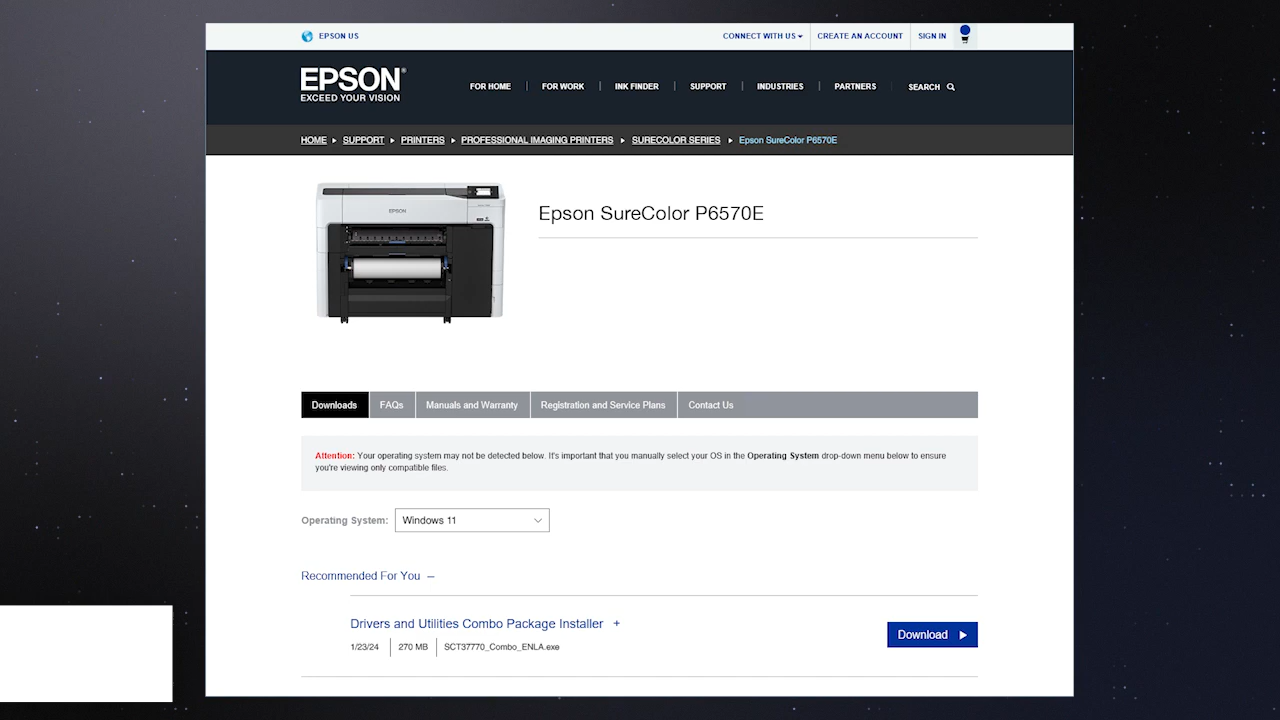 EPSON US
CONNECT WITH US
CREATE AN ACCOUNT
SIGN IN
EPSON®
EXCEED YOUR VISION
FOR HOME
FOR WORK
INK FINDER
SUPPORT
INDUSTRIES
PARTNERS
SEARCH
HOME SUPPORT PRINTERS PROFESSIONAL IMAGING PRINTERS SURECOLOR SERIES Epson SureColor P6570E
EPSON
Epson SureColor P6570E
Downloads
FAQs
Manuals and Warranty
Registration and Service Plans
Contact Us
Attention: Your operating system may not be detected below. It's important that you manually select your OS in the Operating System drop-down menu below to ensure
you're viewing only compatible files.
Operating System: Windows 11
Recommended For You –
Drivers and Utilities Combo Package Installer +
1/23/24 270 MB SCT37770_Combo_ENLA.exe
Download